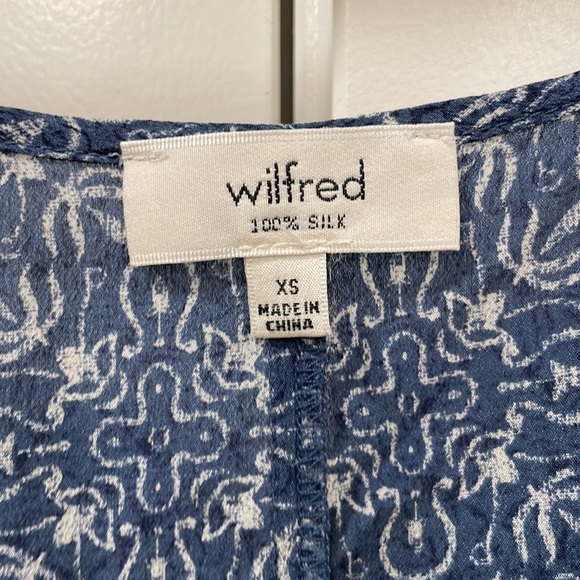 wilfred
100% SILK
XS
MADE IN
CHINA